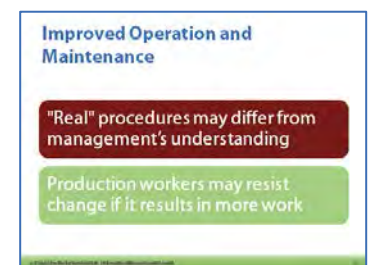 Improved Operation and
Maintenance
"Real" procedures may differ from
management's understanding
Production workers may resist
change if it results in more work